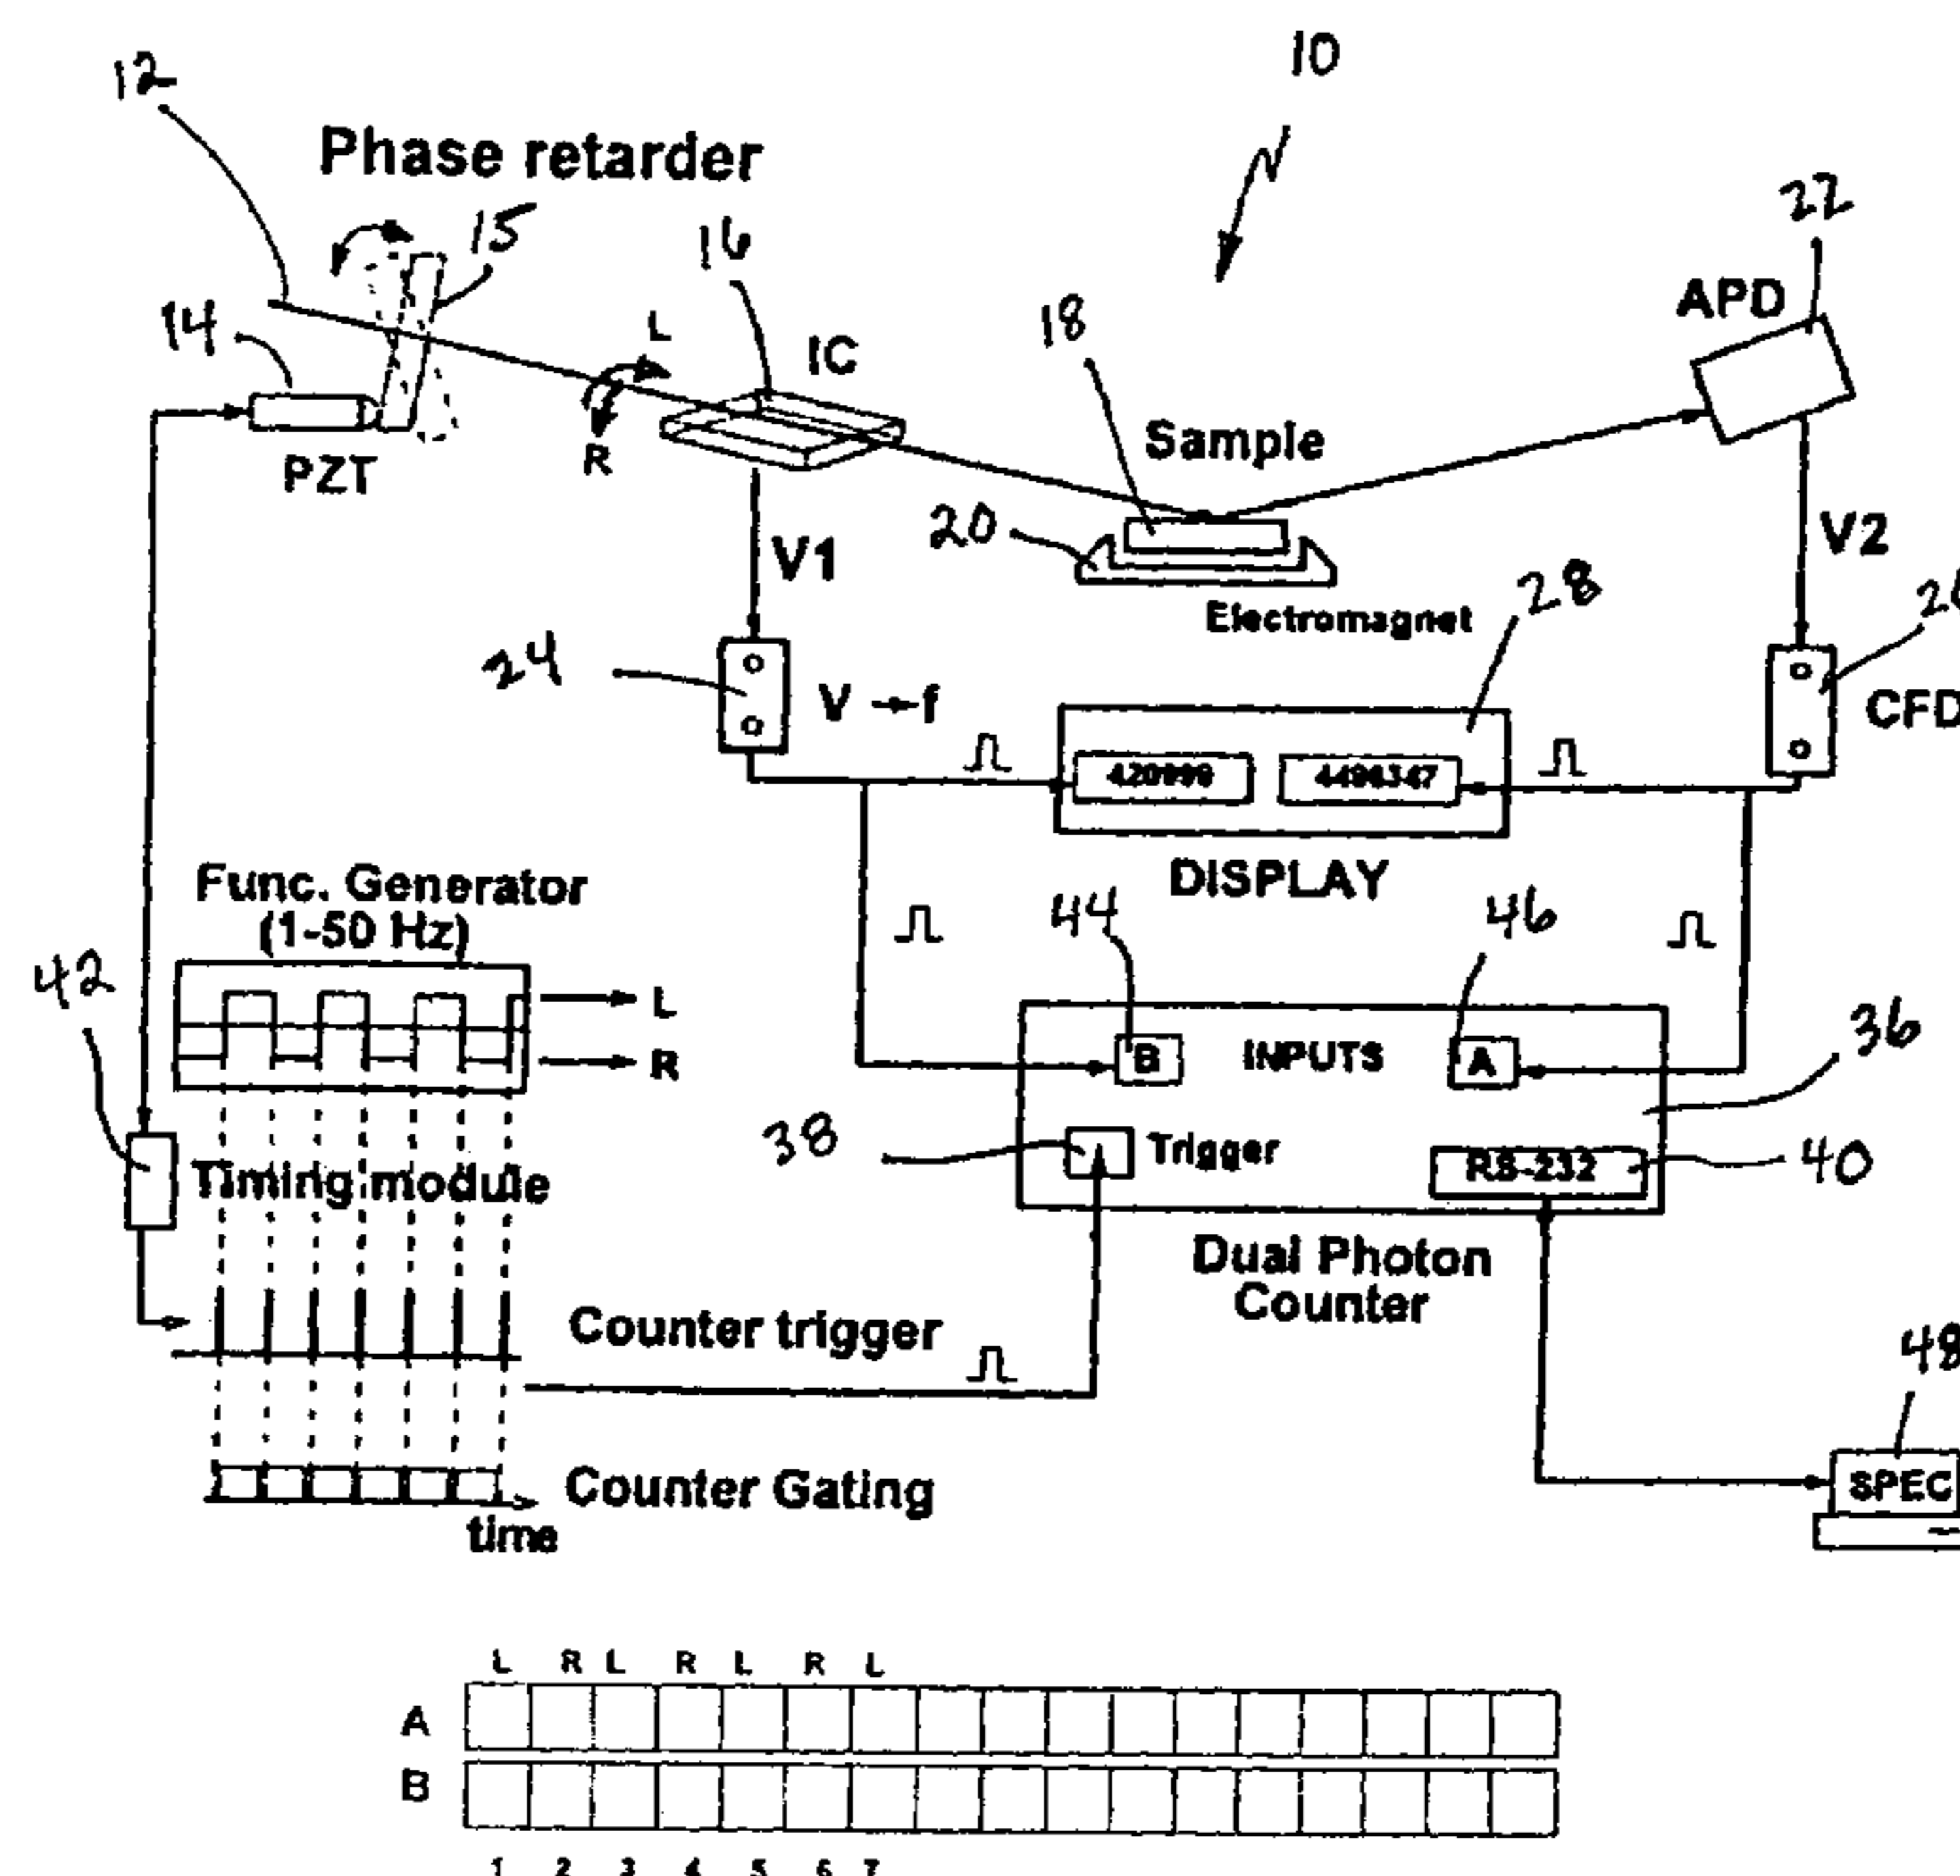 10
12
Phase retarder
15
16
22
14
L
IC
18
APD
R
Sample
PZT
20
V1
V2
28
Electromagnet
24
V → f
CFD
DISPLAY
Func. Generator
(1-50 Hz)
44
46
42
L
R
B
INPUTS
A
36
38
Trigger
RS-232
40
Timing module
Dual Photon
Counter
Counter trigger
48
SPEC
Counter Gating
time
L R L R L R L
A
B
1 2 3 4 5 6 7